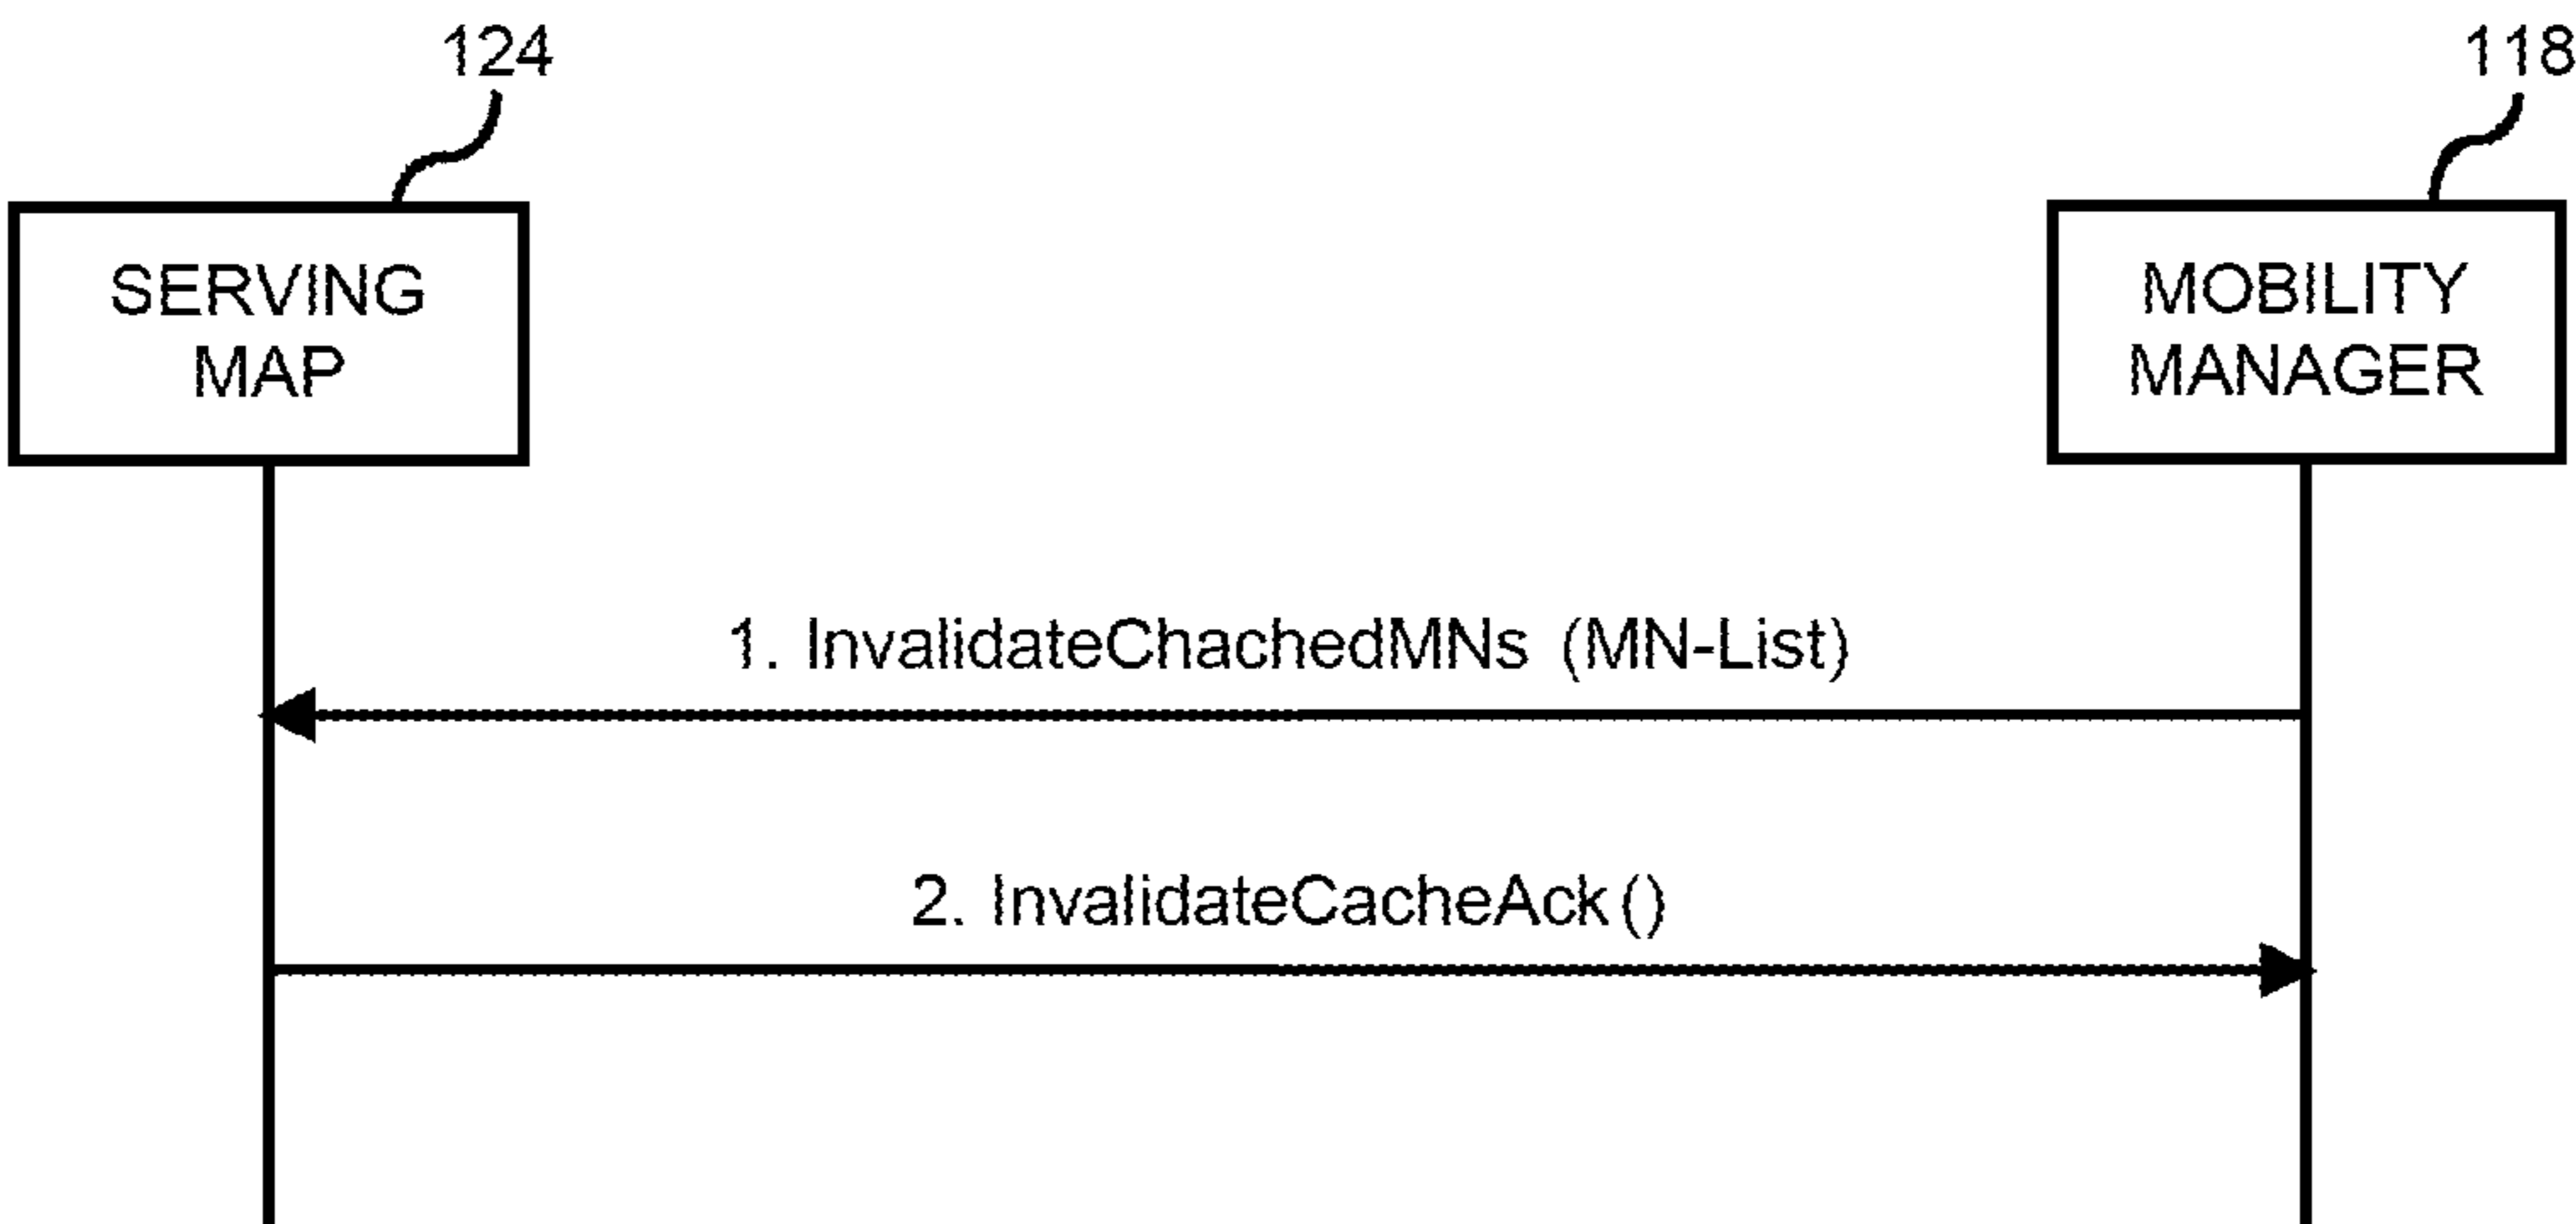 124
118
SERVING
MAP
MOBILITY
MANAGER
1. InvalidateChachedMNs (MN-List)
2. InvalidateCacheAck()